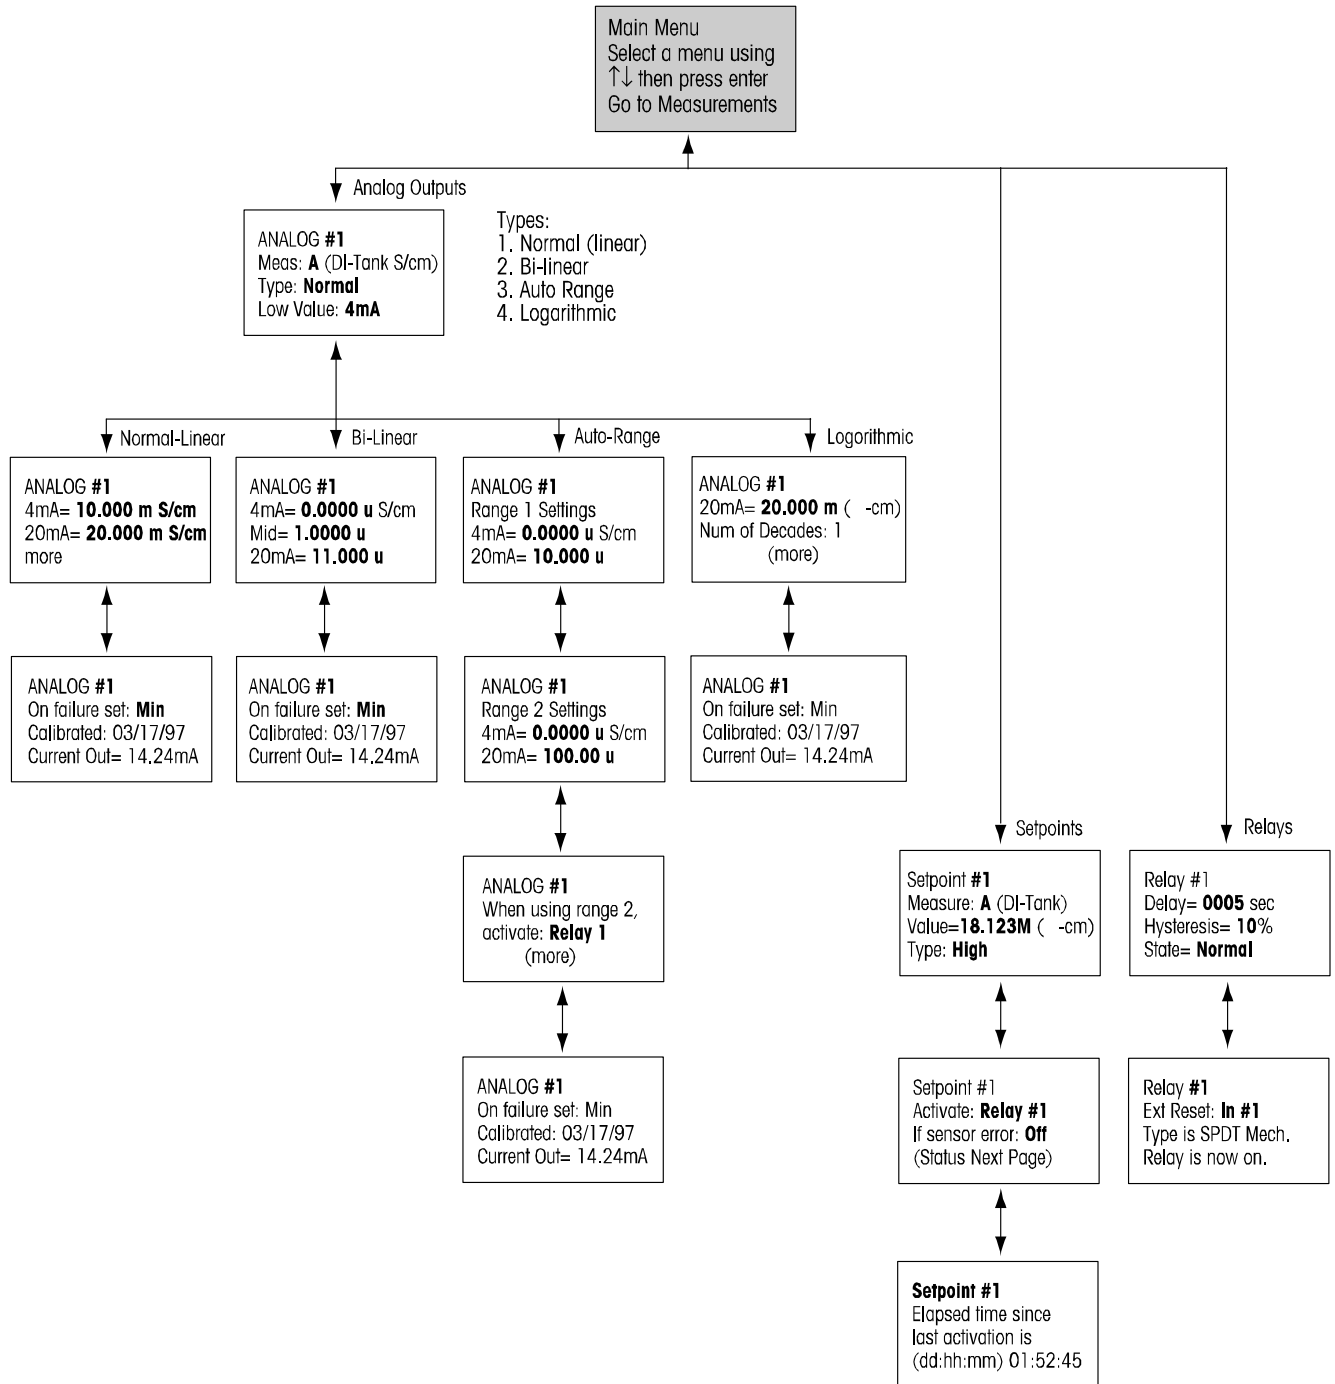 Main Menu
Select a menu using
↑↓ then press enter
Go to Measurements
Analog Outputs
ANALOG #1
Meas: A (DI-Tank S/cm)
Type: Normal
Low Value: 4mA
Types:
1. Normal (linear)
2. Bi-linear
3. Auto Range
4. Logarithmic
Normal-Linear
ANALOG #1
4mA= 10.000 m S/cm
20mA= 20.000 m S/cm
more
ANALOG #1
On failure set: Min
Calibrated: 03/17/97
Current Out= 14.24mA
Bi-Linear
ANALOG #1
4mA= 0.0000 u S/cm
Mid= 1.0000 u
20mA= 11.000 u
ANALOG #1
On failure set: Min
Calibrated: 03/17/97
Current Out= 14.24mA
Auto-Range
ANALOG #1
Range 1 Settings
4mA= 0.0000 u S/cm
20mA= 10.000 u
ANALOG #1
Range 2 Settings
4mA= 0.0000 u S/cm
20mA= 100.00 u
ANALOG #1
When using range 2,
activate: Relay 1
(more)
ANALOG #1
On failure set: Min
Calibrated: 03/17/97
Current Out= 14.24mA
Logorithmic
ANALOG #1
20mA= 20.000 m ( -cm)
Num of Decades: 1
(more)
ANALOG #1
On failure set: Min
Calibrated: 03/17/97
Current Out= 14.24mA
Setpoints
Setpoint #1
Measure: A (DI-Tank)
Value=18.123M ( -cm)
Type: High
Setpoint #1
Activate: Relay #1
If sensor error: Off
(Status Next Page)
Setpoint #1
Elapsed time since
last activation is
(dd:hh:mm) 01:52:45
Relays
Relay #1
Delay= 0005 sec
Hysteresis= 10%
State= Normal
Relay #1
Ext Reset: In #1
Type is SPDT Mech.
Relay is now on.